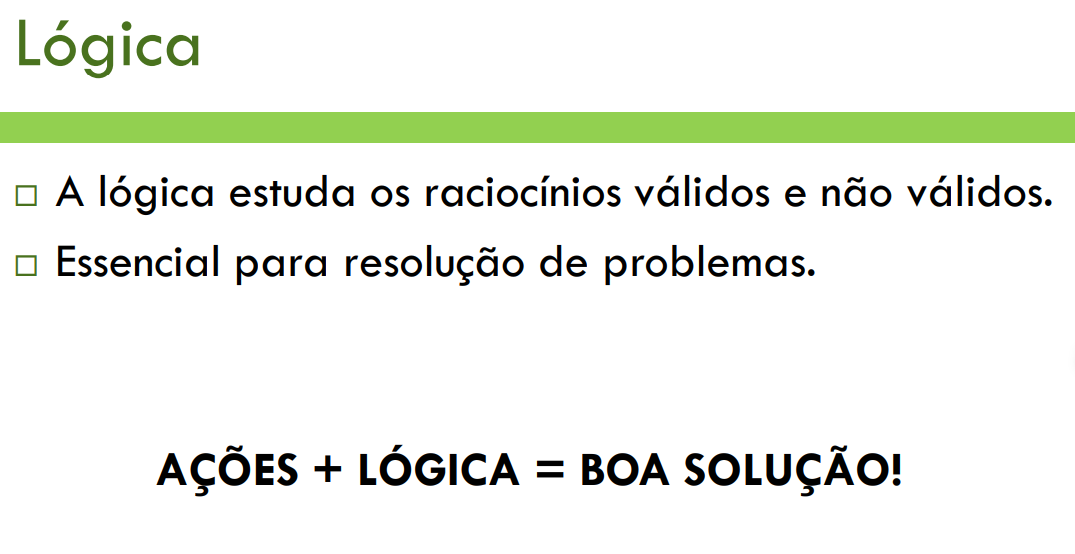 Lógica
A lógica estuda os raciocínios válidos e não válidos.
Essencial para resolução de problemas.
AÇÕES + LÓGICA = BOA SOLUÇÃO!